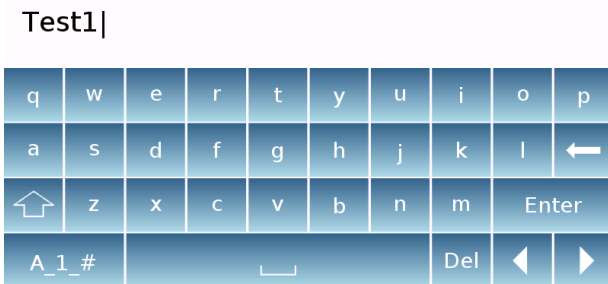 Test1
q w e r t y u i o p
a s d f g h j k l
z x c v b n m Enter
A_1_# Del